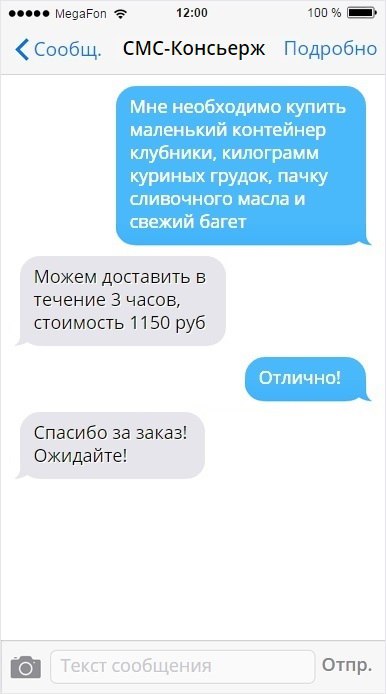 MegaFon 12:00 100 %
Сообщ. СМС-Консьерж Подробно
Мне необходимо купить
маленький контейнер
клубники, килограмм
куриных грудок, пачку
сливочного масла и
свежий багет
Можем доставить в
течение 3 часов,
стоимость 1150 руб
Отлично!
Спасибо за заказ!
Ожидайте!
Текст сообщения Отпр.